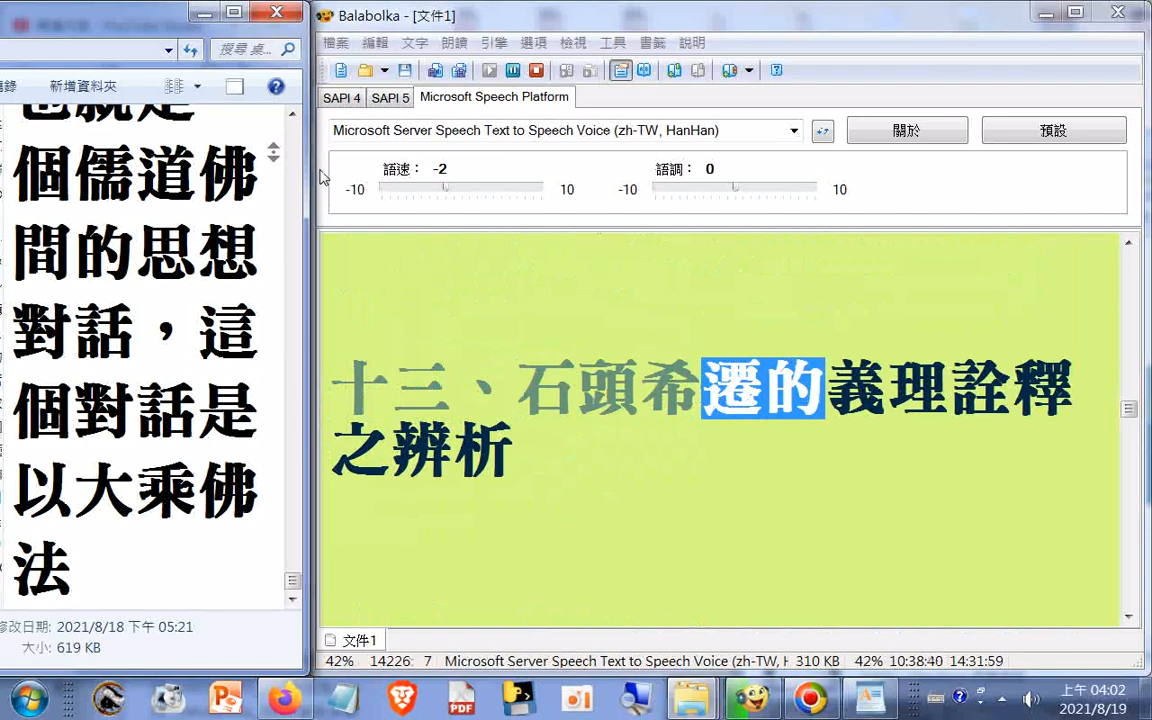 搜尋 桌...
新增資料夾
個儒道佛
間的思想
對話，這
個對話是
以大乘佛
法
修改日期: 2021/8/18 下午 05:21
大小: 619 KB
Balabolka - [文件1]
檔案 編輯 文字 朗讀 引擎 選項 檢視 工具 書籤 說明
SAPI 4 SAPI 5 Microsoft Speech Platform
Microsoft Server Speech Text to Speech Voice (zh-TW, HanHan) 關於 預設
語速： -2 語調： 0
-10 10 -10 10
十三、石頭希遷的義理詮釋
之辨析
文件1
42% 14226: 7 Microsoft Server Speech Text to Speech Voice (zh-TW, H 310 KB 42% 10:38:40 14:31:59
PDF
上午 04:02
2021/8/19